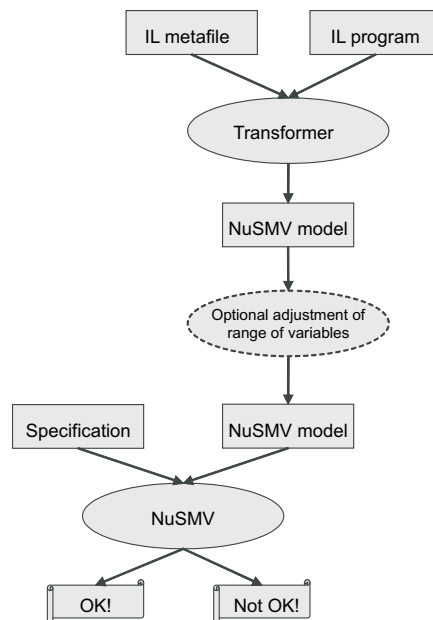 IL metafile
IL program
Transformer
NuSMV model
Optional adjustment of
range of variables
Specification
NuSMV model
NuSMV
OK!
Not OK!